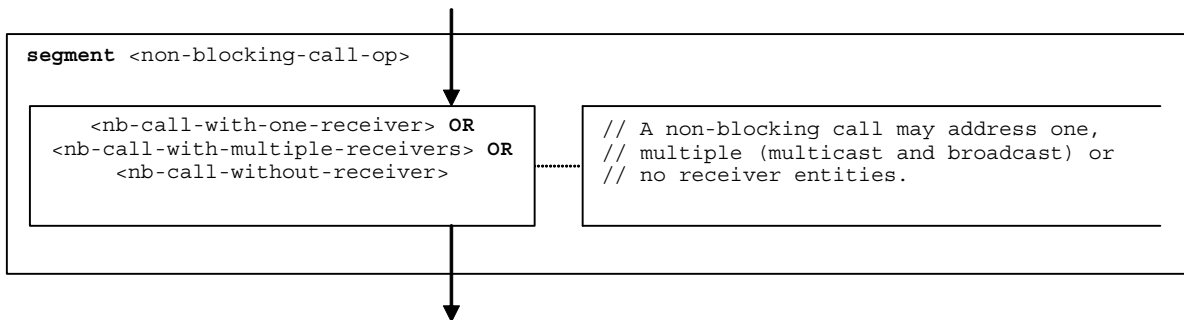 segment <non-blocking-call-op>
<nb-call-with-one-receiver> OR
<nb-call-with-multiple-receivers> OR
<nb-call-without-receiver>
// A non-blocking call may address one,
// multiple (multicast and broadcast) or
// no receiver entities.